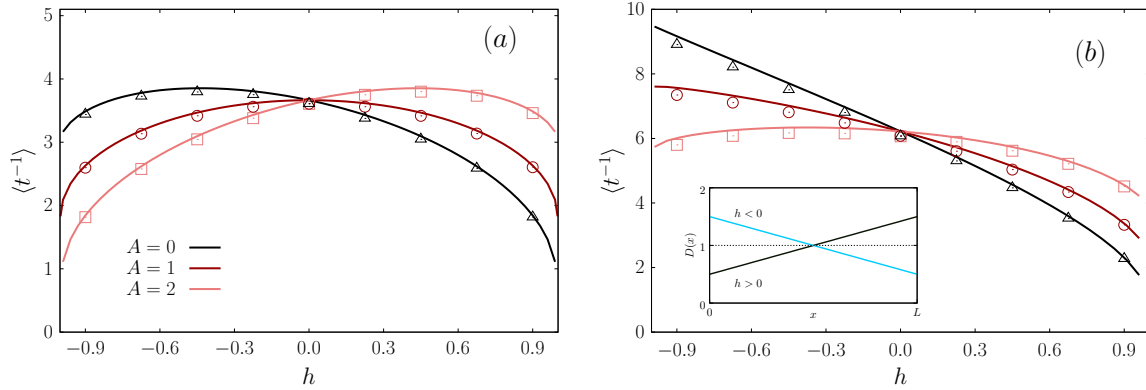 (a)
5
4
3
2
1
0
⟨t⁻¹⟩
A = 0
A = 1
A = 2
−0.9 −0.6 −0.3 0.0 0.3 0.6 0.9
h
(b)
10
8
6
4
2
0
⟨t⁻¹⟩
2
1
0
D(x)
h < 0
h > 0
0 x L
−0.9 −0.6 −0.3 0.0 0.3 0.6 0.9
h